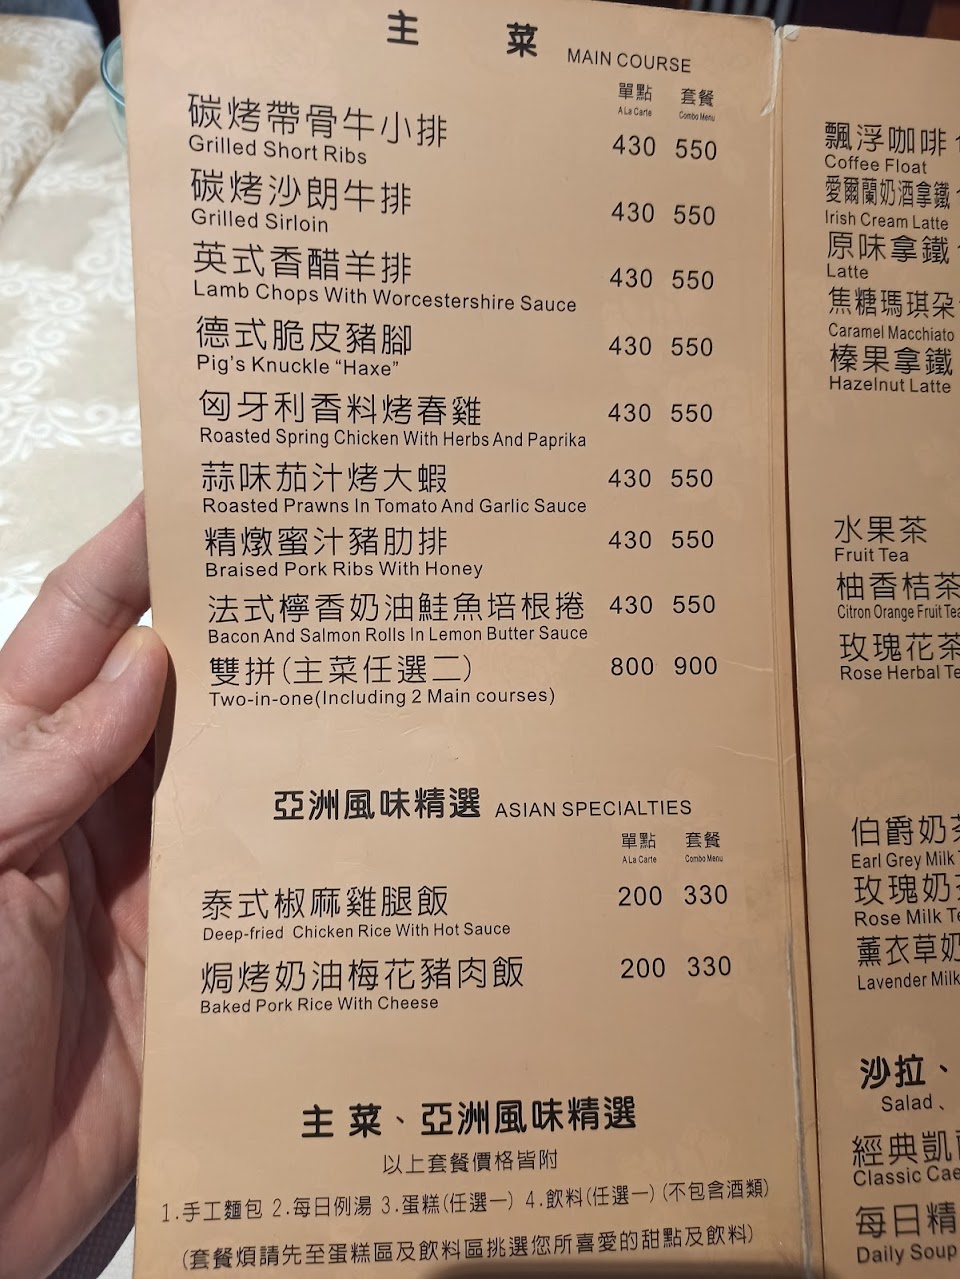 主 菜 MAIN COURSE
單點 套餐
A La Carte Combo Menu
碳烤帶骨牛小排 430 550
Grilled Short Ribs
碳烤沙朗牛排 430 550
Grilled Sirloin
英式香醋羊排 430 550
Lamb Chops With Worcestershire Sauce
德式脆皮豬腳 430 550
Pig's Knuckle “Haxe”
匈牙利香料烤春雞 430 550
Roasted Spring Chicken With Herbs And Paprika
蒜味茄汁烤大蝦 430 550
Roasted Prawns In Tomato And Garlic Sauce
精燉蜜汁豬肋排 430 550
Braised Pork Ribs With Honey
法式檸香奶油鮭魚培根捲 430 550
Bacon And Salmon Rolls In Lemon Butter Sauce
雙拼(主菜任選二) 800 900
Two-in-one(Including 2 Main courses)
亞洲風味精選 ASIAN SPECIALTIES
單點 套餐
A La Carte Combo Menu
泰式椒麻雞腿飯 200 330
Deep-fried Chicken Rice With Hot Sauce
焗烤奶油梅花豬肉飯 200 330
Baked Pork Rice With Cheese
主 菜、亞洲風味精選
以上套餐價格皆附
1.手工麵包 2.每日例湯 3.蛋糕(任選一) 4.飲料(任選一) (不包含酒類)
(套餐煩請先至蛋糕區及飲料區挑選您所喜愛的甜點及飲料)
飄浮咖啡
Coffee Float
愛爾蘭奶酒拿鐵
Irish Cream Latte
原味拿鐵
Latte
焦糖瑪琪朵
Caramel Macchiato
榛果拿鐵
Hazelnut Latte
水果茶
Fruit Tea
柚香桔茶
Citron Orange Fruit Tea
玫瑰花茶
Rose Herbal Te
伯爵奶茶
Earl Grey Milk
玫瑰奶
Rose Milk Te
薰衣草奶
Lavender Milk
沙拉、
Salad、
經典凱
Classic Cae
每日精
Daily Soup